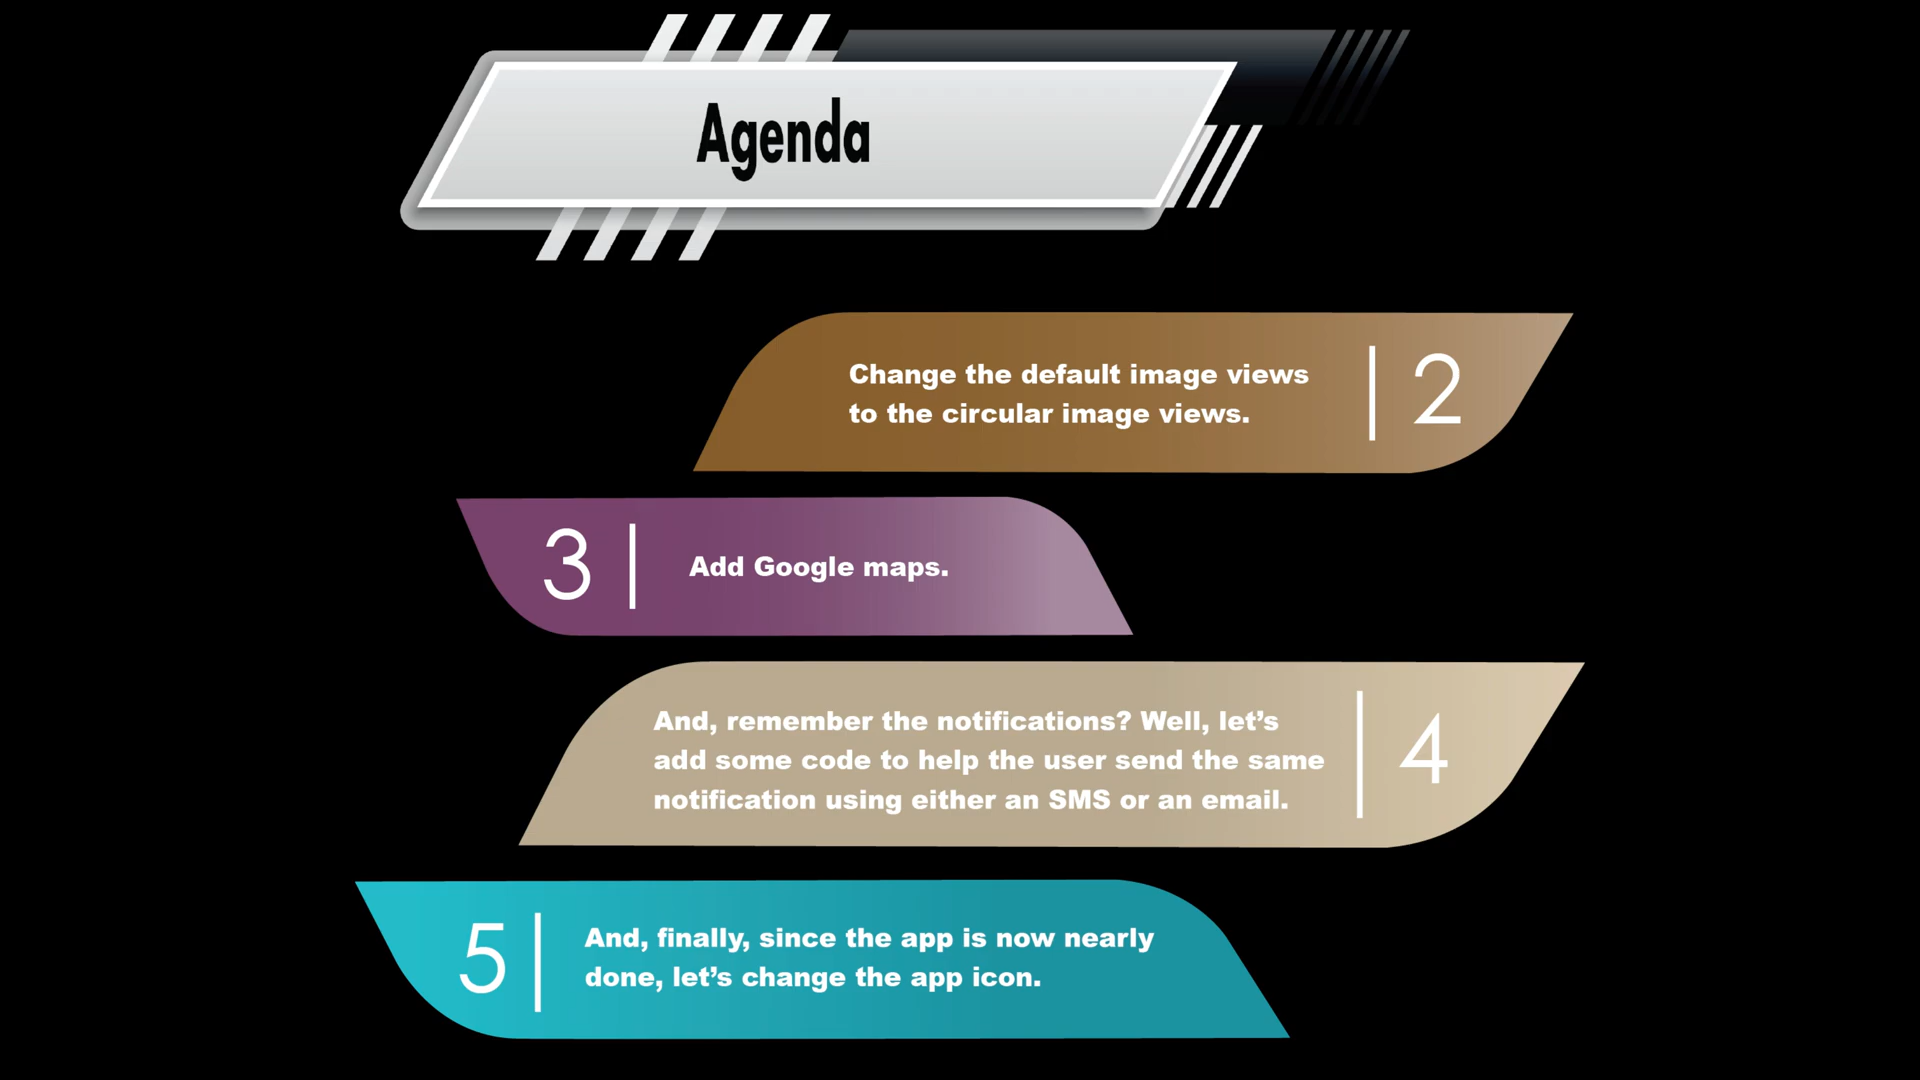 Agenda
Change the default image views
to the circular image views.
2
3
Add Google maps.
And, remember the notifications? Well, let’s
add some code to help the user send the same
notification using either an SMS or an email.
4
5
And, finally, since the app is now nearly
done, let’s change the app icon.